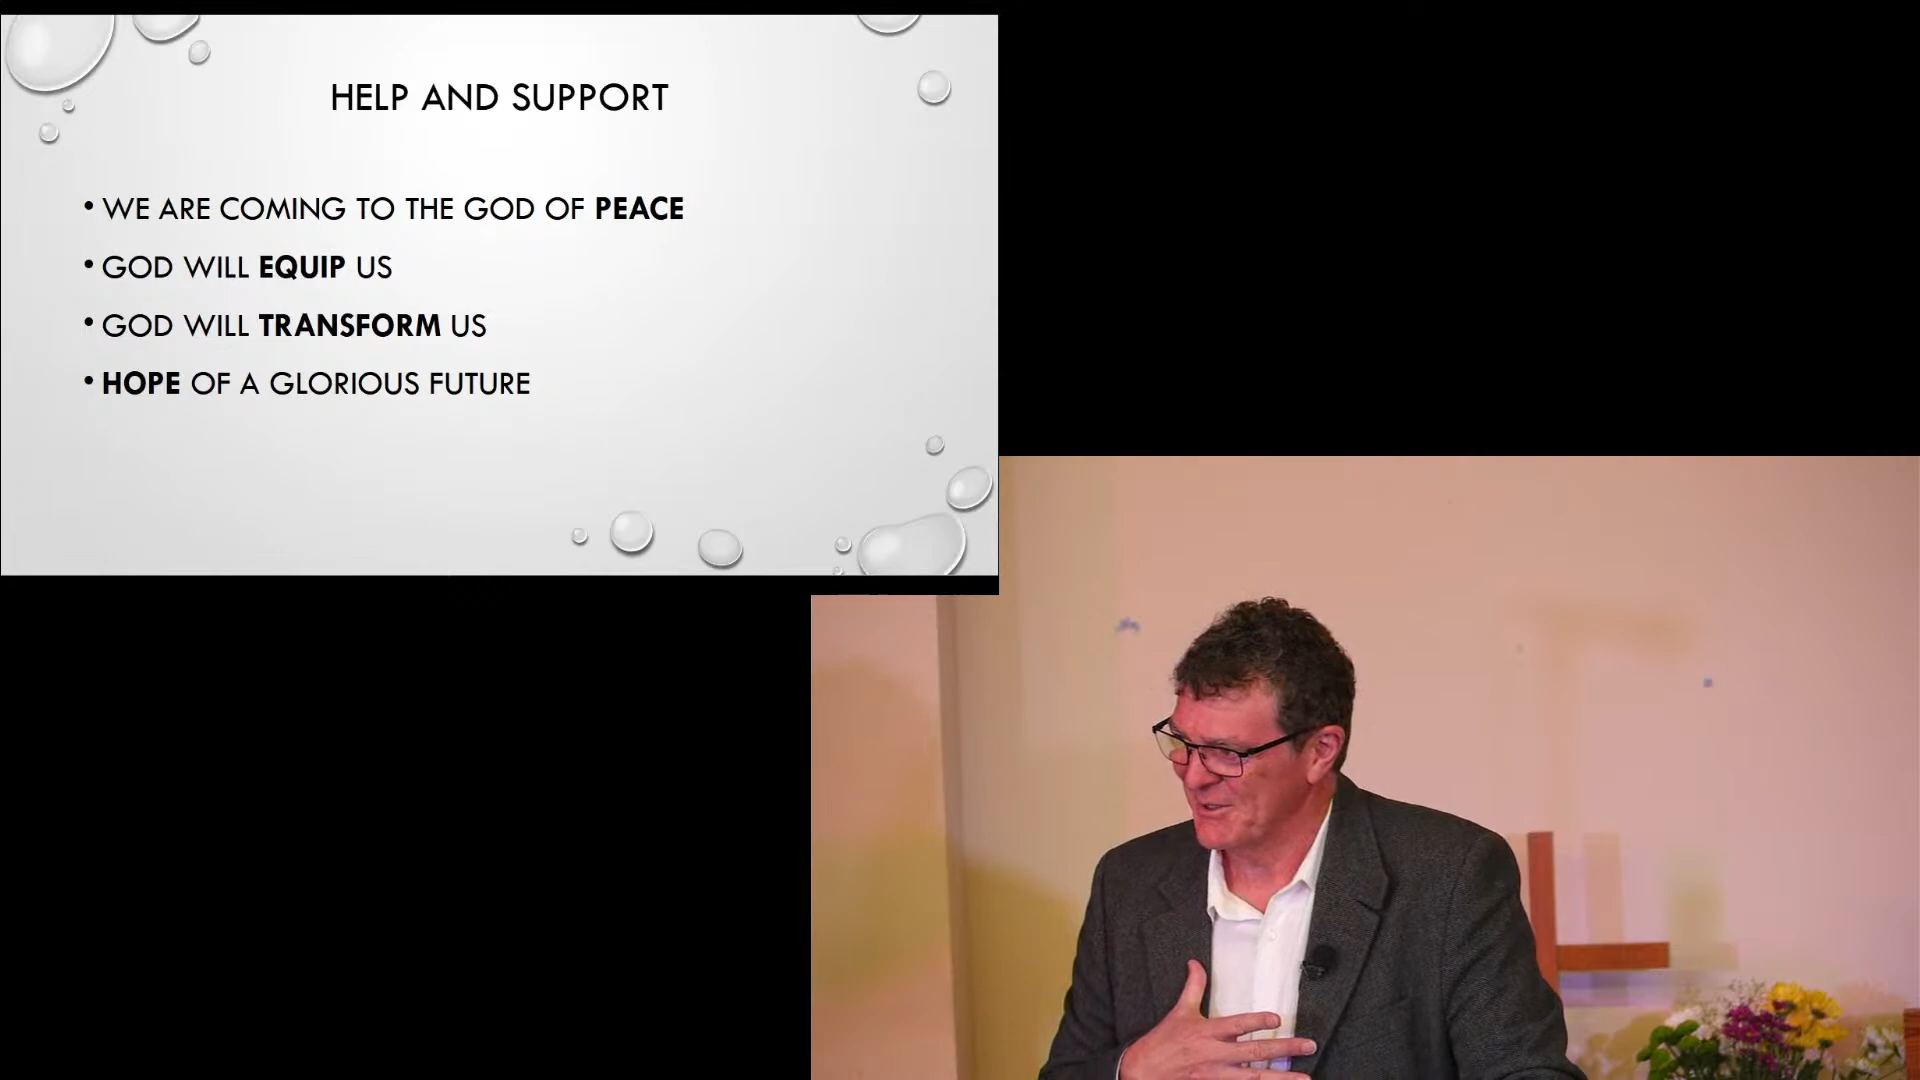 HELP AND SUPPORT
• WE ARE COMING TO THE GOD OF PEACE
• GOD WILL EQUIP US
• GOD WILL TRANSFORM US
• HOPE OF A GLORIOUS FUTURE